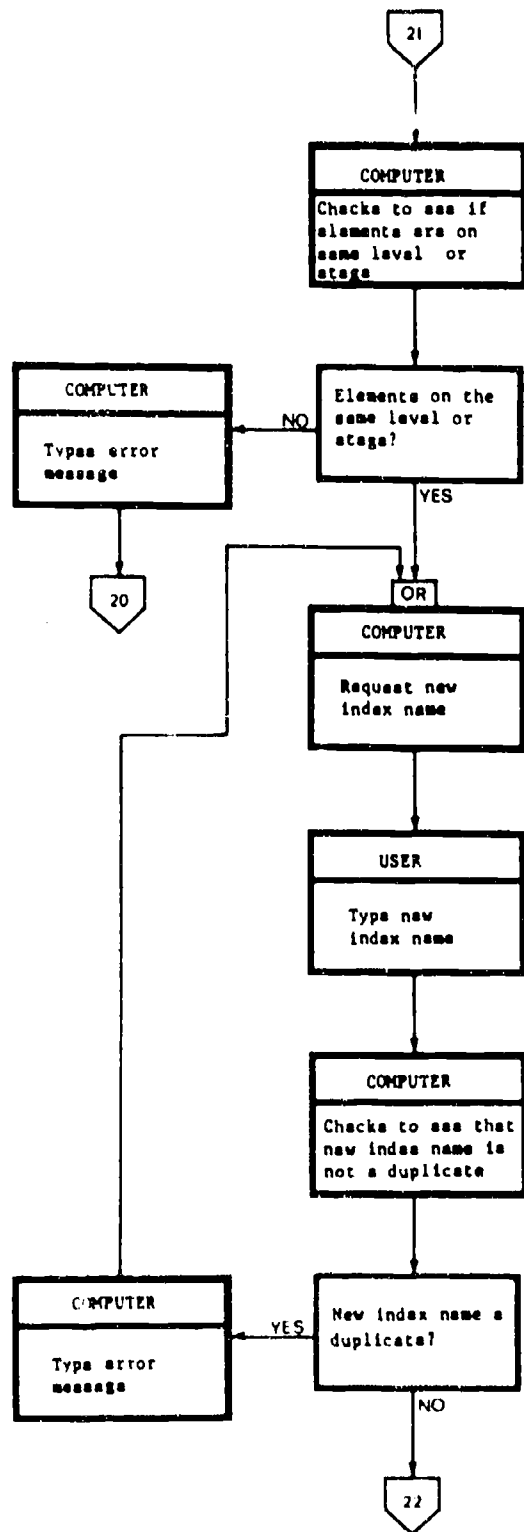 21
COMPUTER
Checks to see if
elements are on
same level or
stage
Elements on the
same level or
stage?
NO
YES
COMPUTER
Types error
message
20
OR
COMPUTER
Request new
index name
USER
Type new
index name
COMPUTER
Checks to see that
new index name is
not a duplicate
New index name a
duplicate?
YES
NO
COMPUTER
Type error
message
22